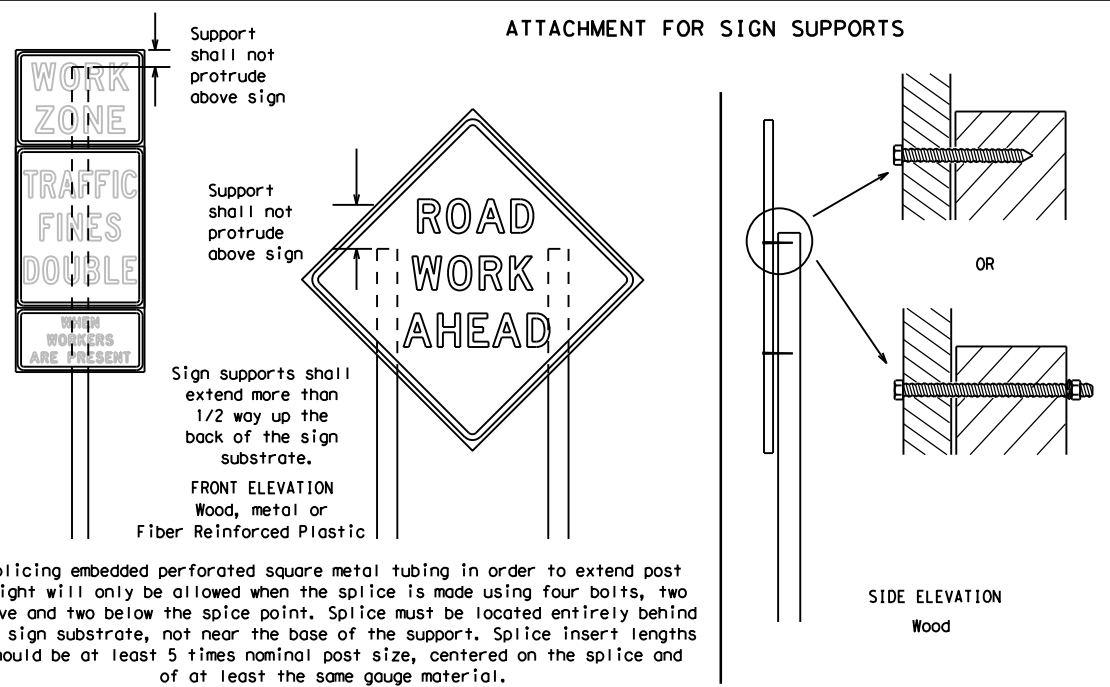 ATTACHMENT FOR SIGN SUPPORTS
Support
shall not
protrude
above sign
WORK
ZONE
TRAFFIC
FINES
DOUBLE
WHEN
WORKERS
ARE PRESENT
Support
shall not
protrude
above sign
ROAD
WORK
AHEAD
Sign supports shall
extend more than
1/2 way up the
back of the sign
substrate.
FRONT ELEVATION
Wood, metal or
Fiber Reinforced Plastic
OR
SIDE ELEVATION
Wood
plicing embedded perforated square metal tubing in order to extend post
ight will only be allowed when the splice is made using four bolts, two
ve and two below the spice point. Splice must be located entirely behind
sign substrate, not near the base of the support. Splice insert lengths
hould be at least 5 times nominal post size, centered on the splice and
of at least the same gauge material.